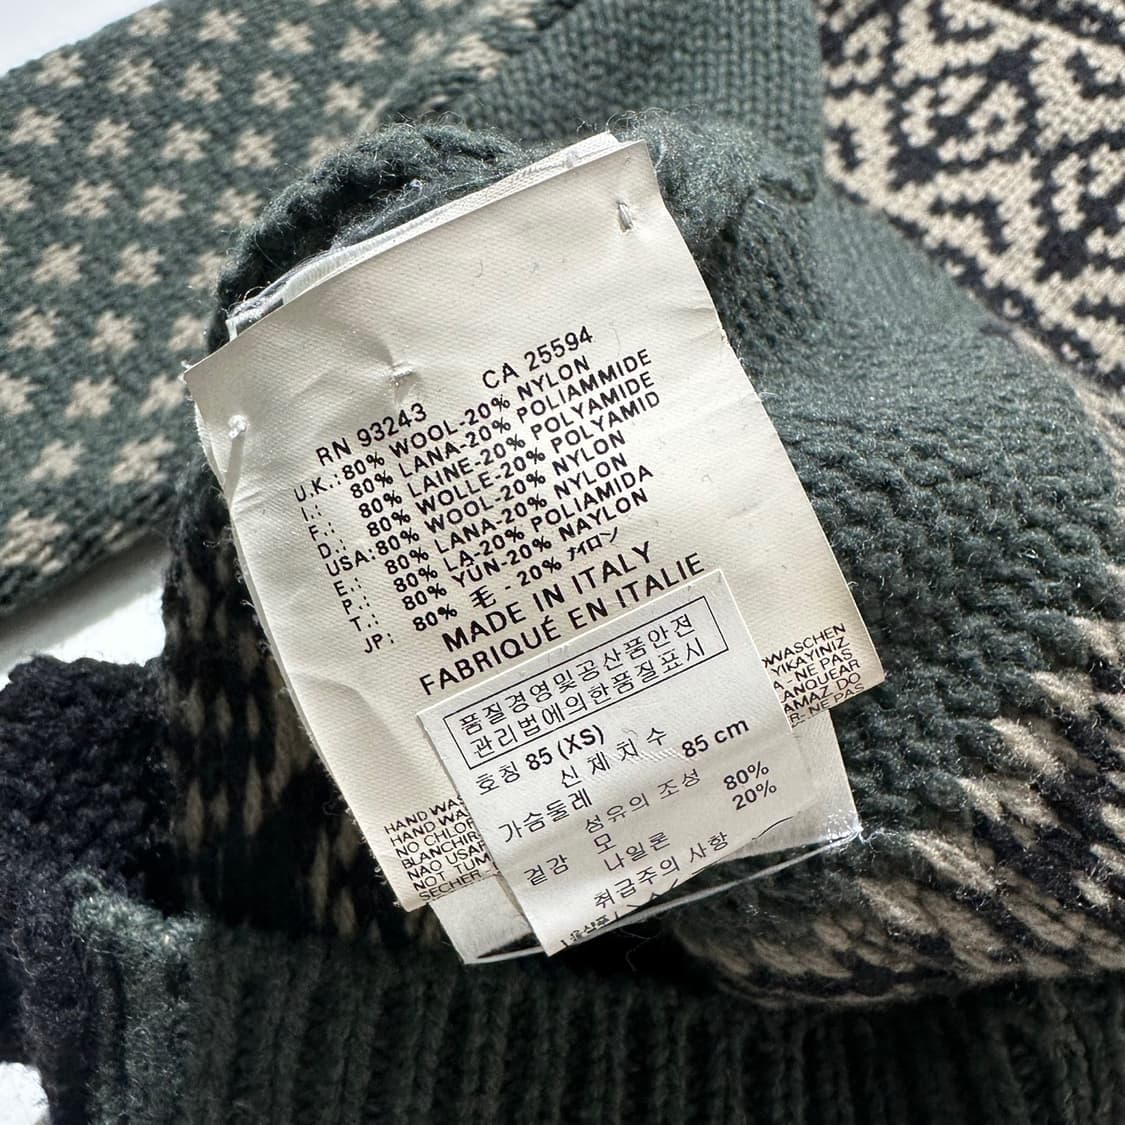 RN 93243 CA 25594
U.K.: 80% WOOL-20% NYLON
I.: 80% LANA-20% POLIAMMIDE
F.: 80% LAINE-20% POLYAMIDE
D.: 80% WOLLE-20% POLYAMID
USA: 80% WOOL-20% NYLON
E.: 80% LANA-20% NYLON
P.: 80% LA-20% POLIAMIDA
T.: 80% YÜN-20% NAYLON
JP: 80% 毛 - 20% ナイロン
MADE IN ITALY
FABRIQUÉ EN ITALIE
품질경영및공산품안전
관리법에의한품질표시
호칭 85 (XS)
신체치수
가슴둘레 85 cm
섬유의 조성
겉감 모 80%
나일론 20%
취급주의 사항
HAND WAS
HAND WA
NO CHLOR
BLANCHIR
NAO USAR
NOT TUM
SECHER -
WASCHEN
YIKAYINIZ
A - NE PAS
ANQUEAR
AMAZ. DO
R- NE PAS